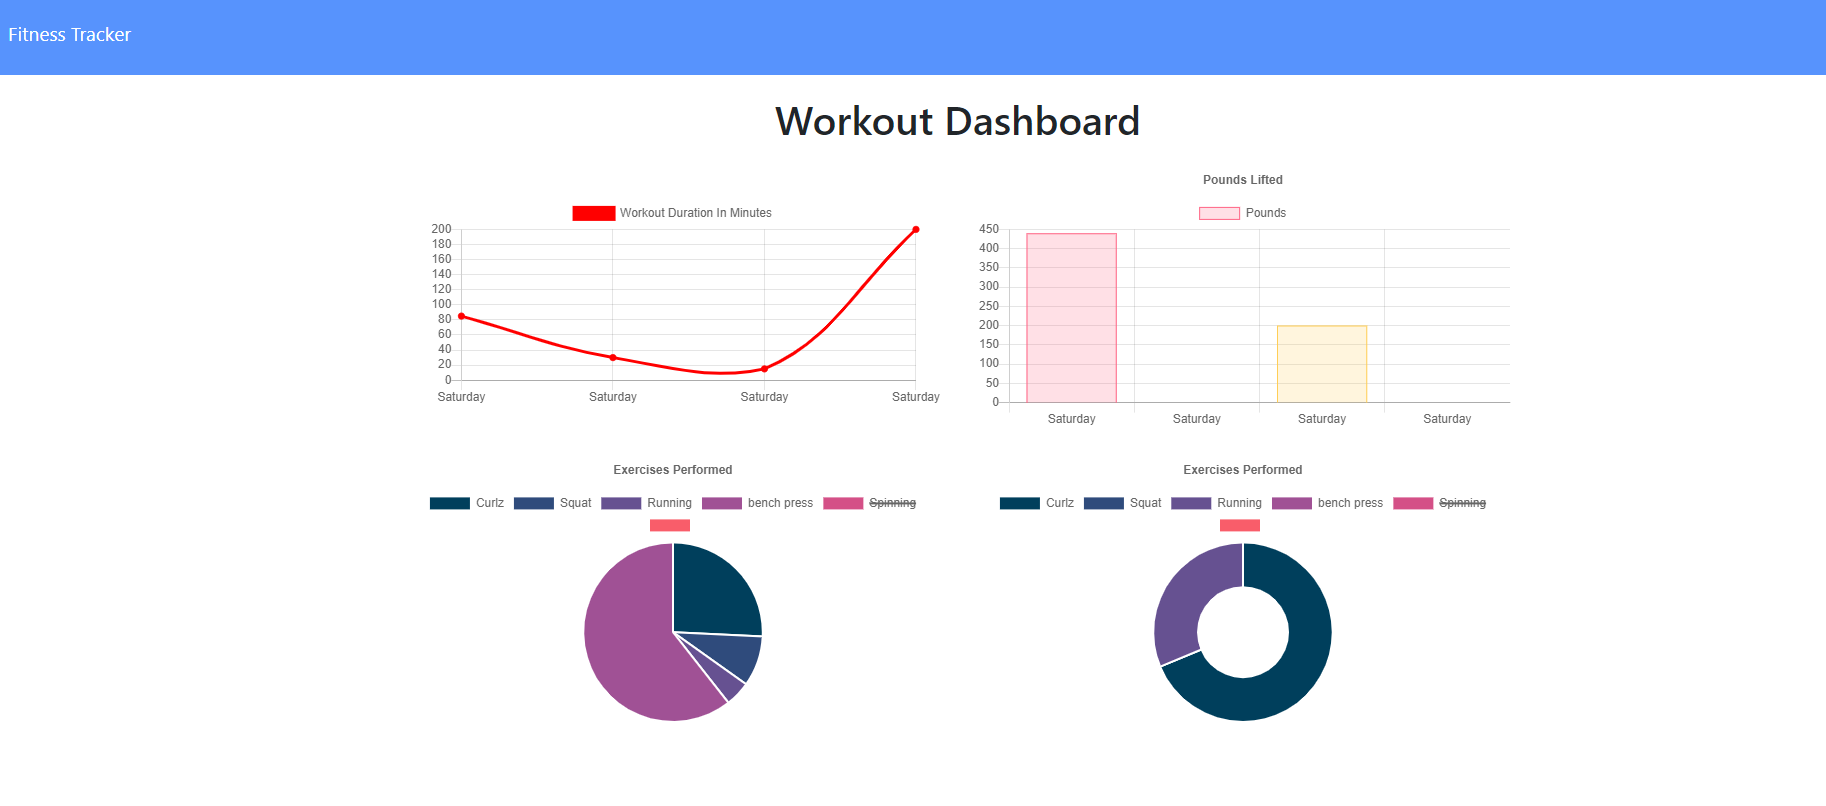 Fitness Tracker
Workout Dashboard
Workout Duration In Minutes
200
180
160
140
120
100
80
60
40
20
0
Saturday Saturday Saturday Saturday
Pounds Lifted
Pounds
450
400
350
300
250
200
150
100
50
0
Saturday Saturday Saturday Saturday
Exercises Performed
Curlz Squat Running bench press Spinning
Exercises Performed
Curlz Squat Running bench press Spinning